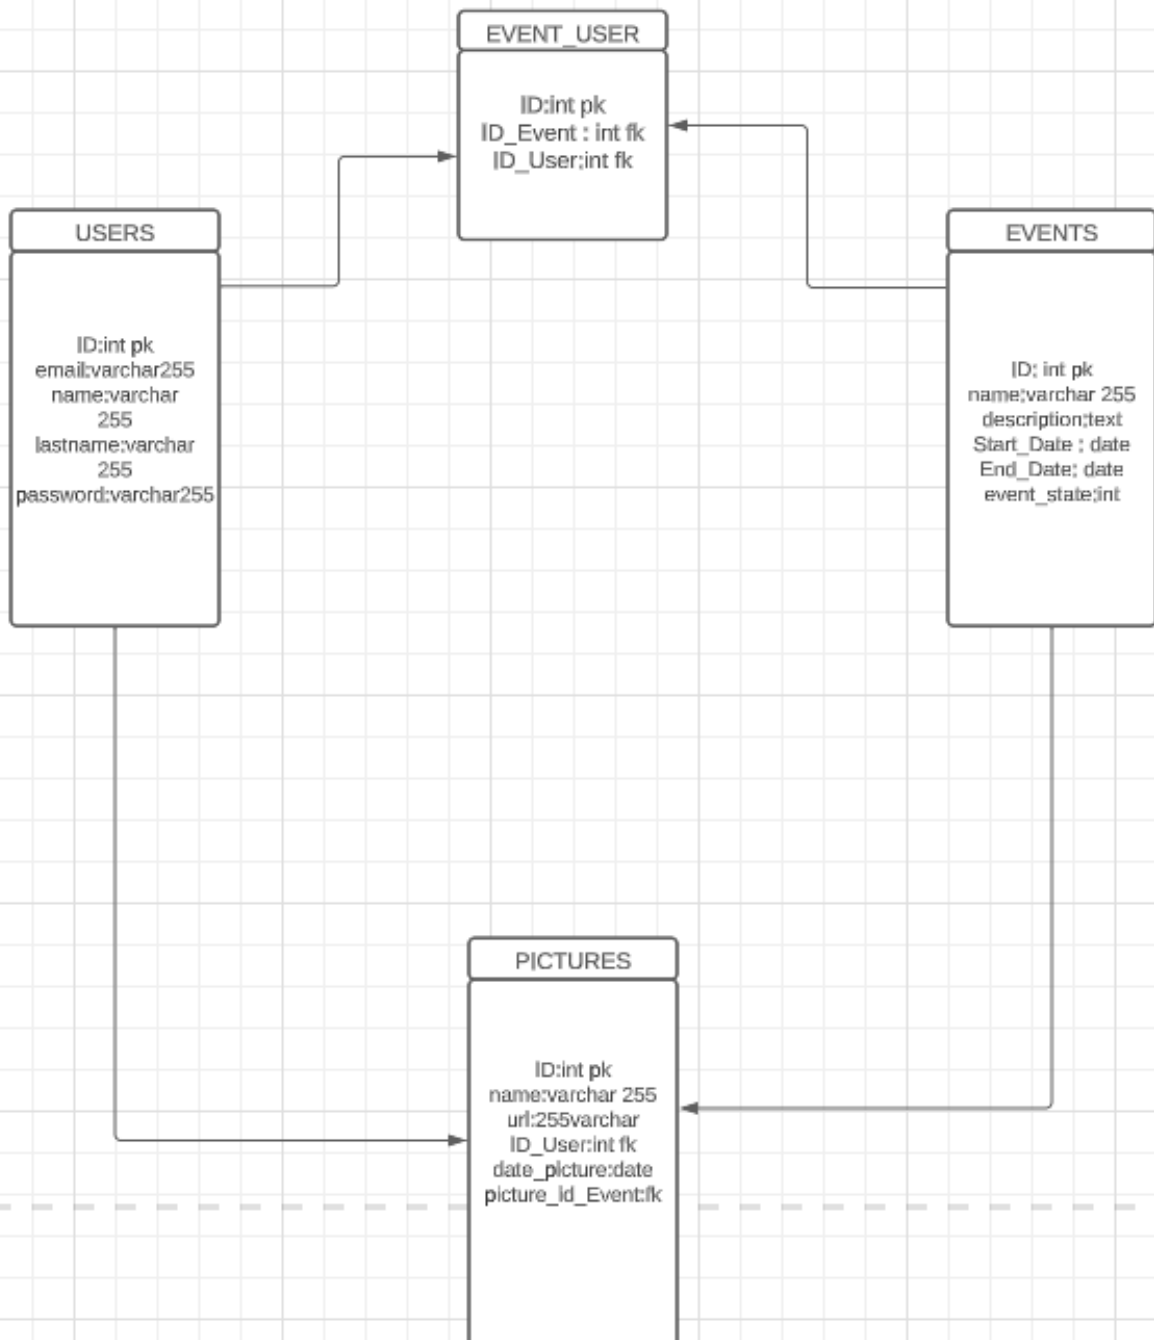 EVENT_USER
ID:int pk
ID_Event : int fk
ID_User:int fk
USERS
ID:int pk
email:varchar255
name:varchar
255
lastname:varchar
255
password:varchar255
EVENTS
ID: int pk
name:varchar 255
description:text
Start_Date : date
End_Date: date
event_state:int
PICTURES
ID:int pk
name:varchar 255
url:255varchar
ID_User:int fk
date_picture:date
picture_id_Event:fk